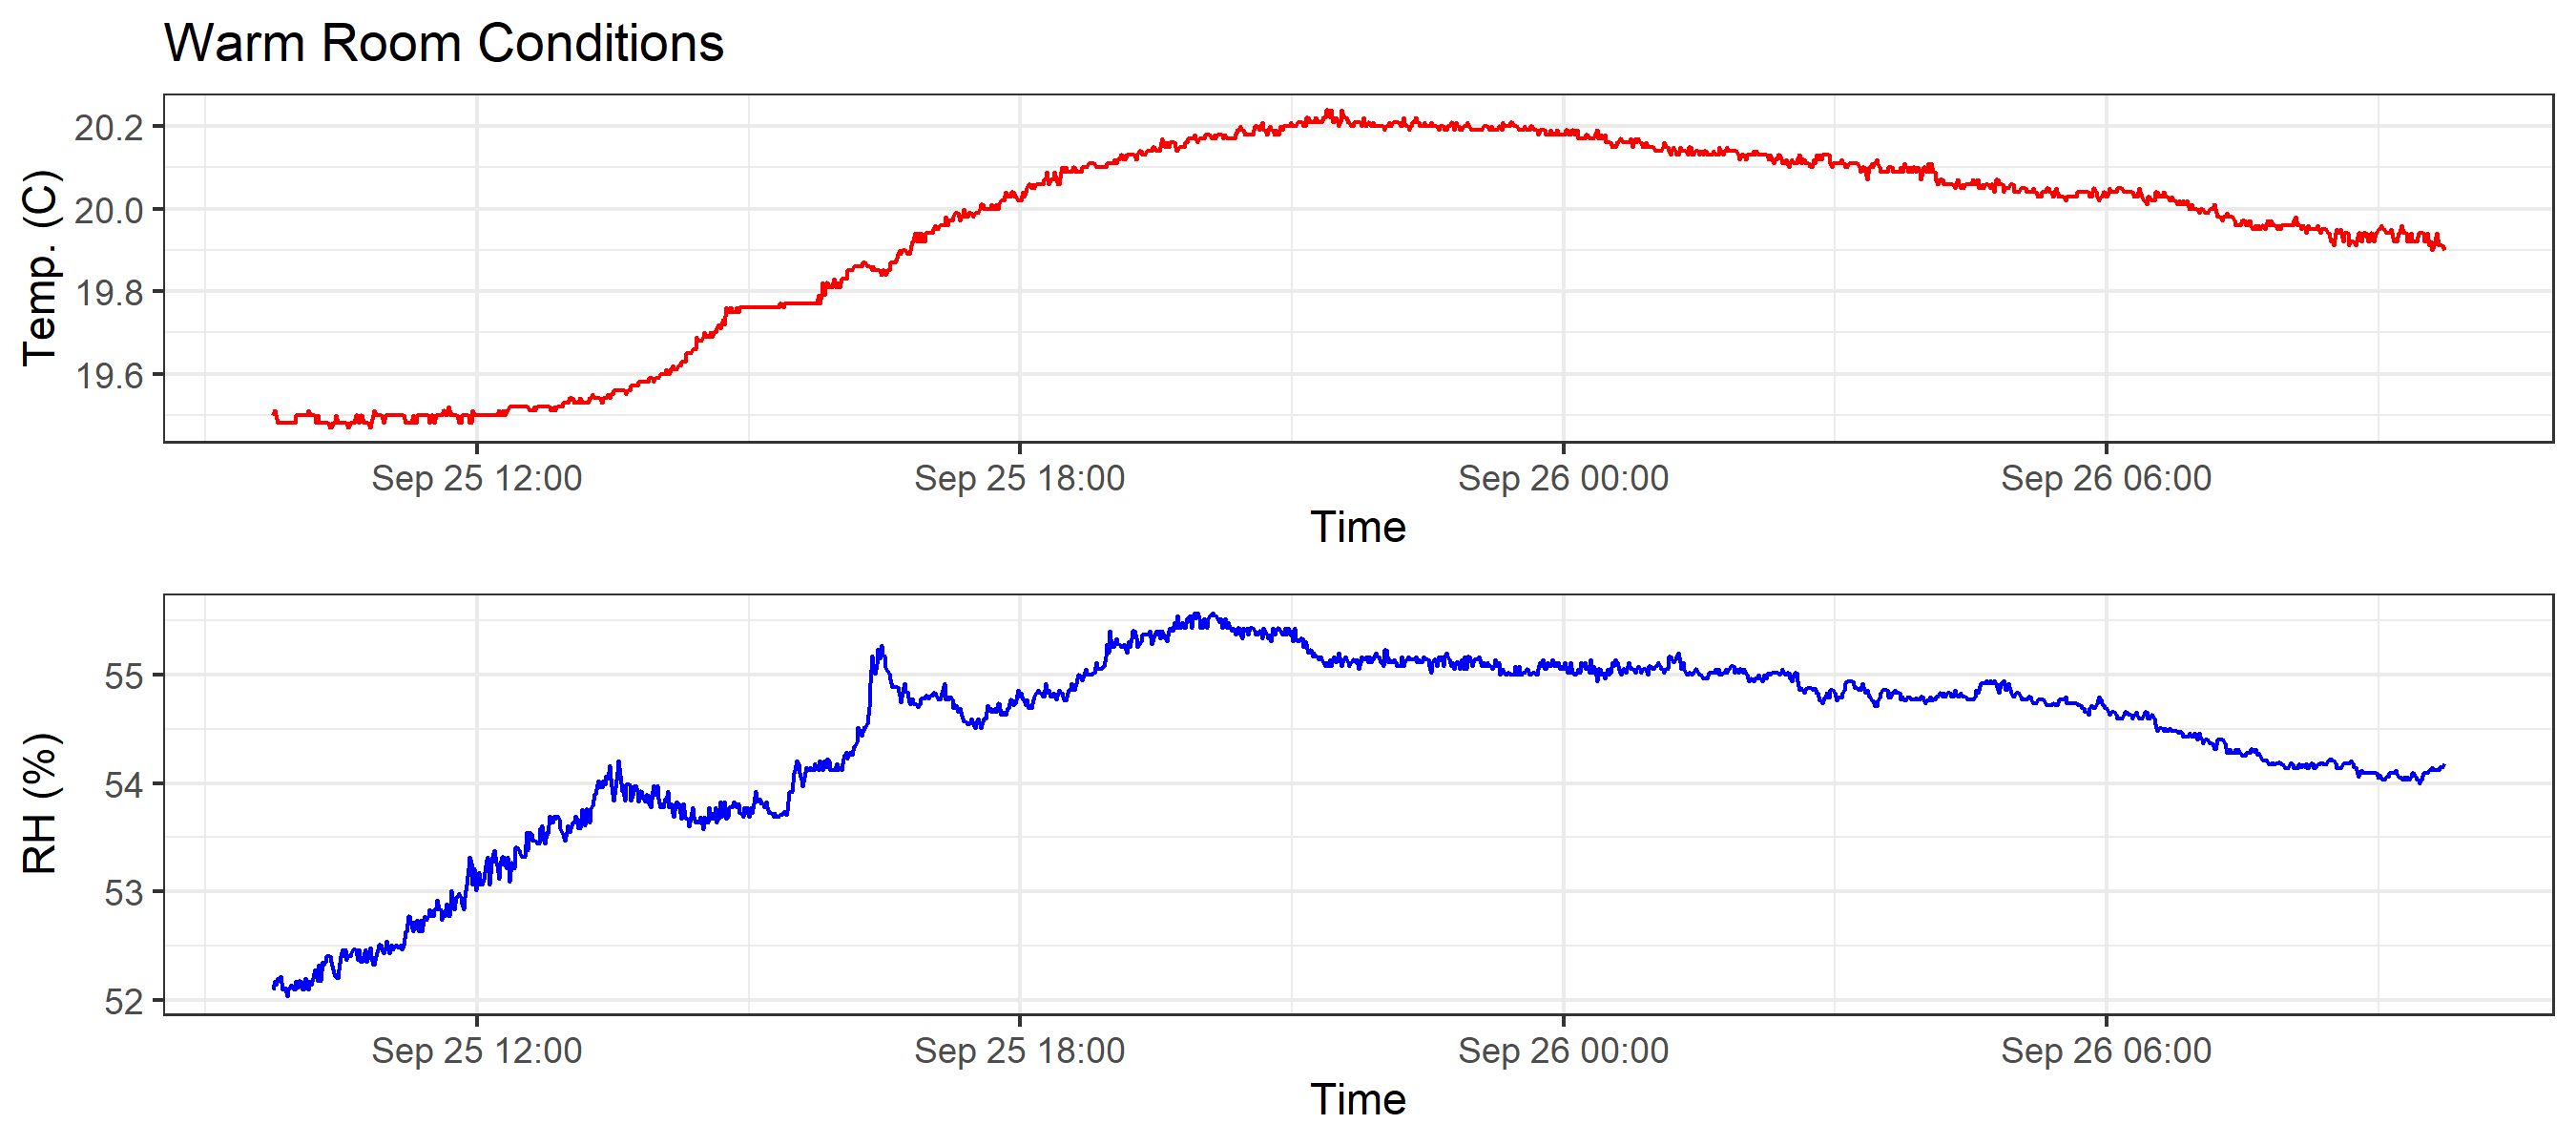 Warm Room Conditions
Temp. (C)
20.2
20.0
19.8
19.6
Sep 25 12:00 Sep 25 18:00 Sep 26 00:00 Sep 26 06:00
Time
RH (%)
55
54
53
52
Sep 25 12:00 Sep 25 18:00 Sep 26 00:00 Sep 26 06:00
Time